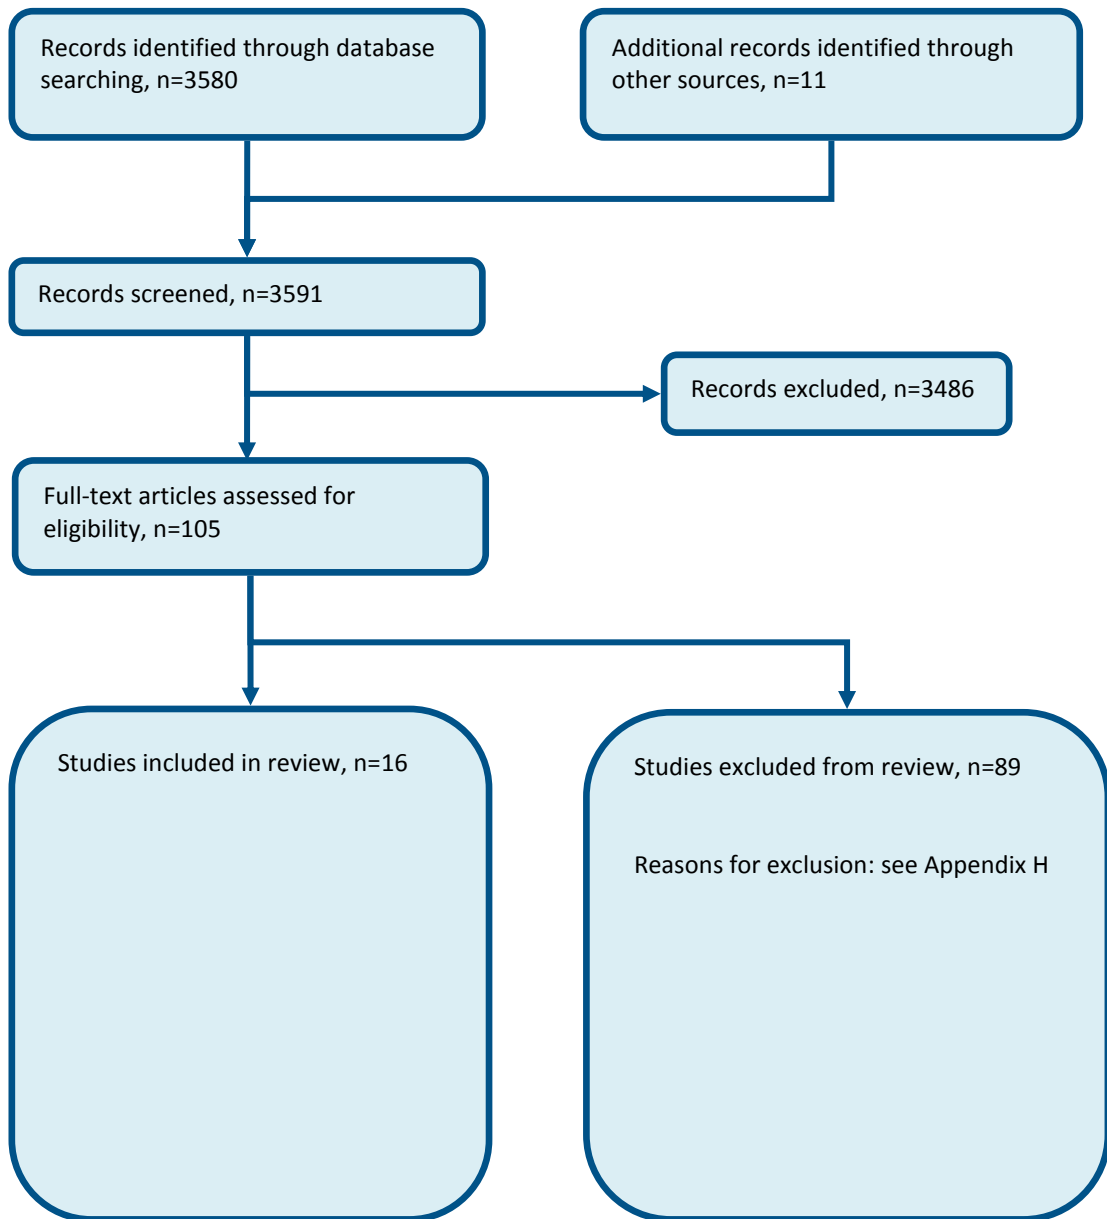 Records identified through database
searching, n=3580
Additional records identified through
other sources, n=11
Records screened, n=3591
Records excluded, n=3486
Full-text articles assessed for
eligibility, n=105
Studies included in review, n=16
Studies excluded from review, n=89
Reasons for exclusion: see Appendix H